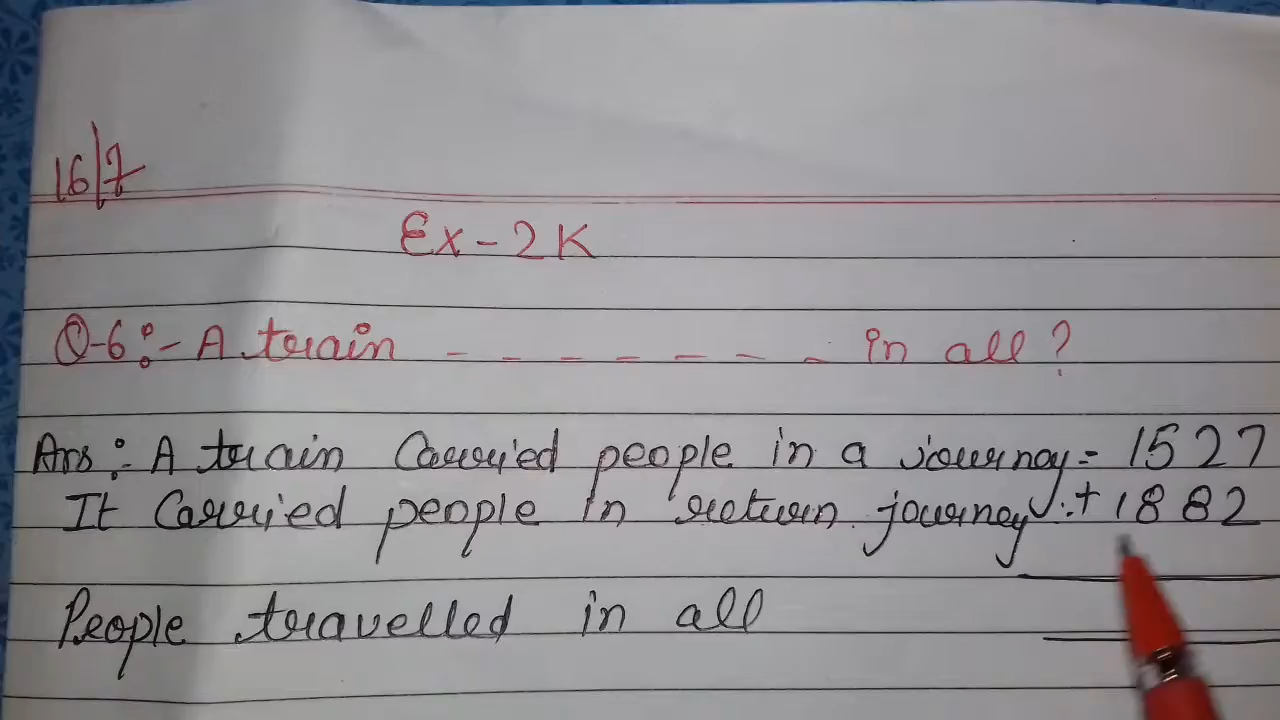 16/7
Ex-2K
Q-6:- A train - - - - - - - in all?
Ans:- A train carried people in a journey= 1527
It carried people in return journey :+ 1882
People travelled in all